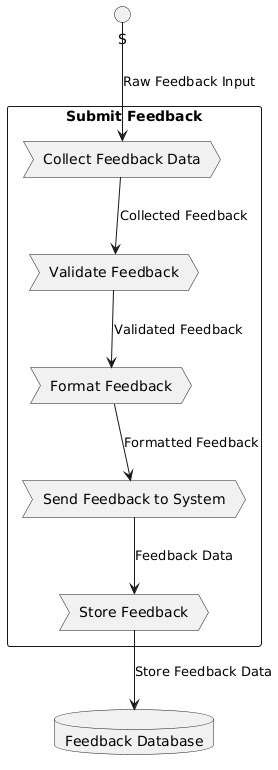 S
Raw Feedback Input
Submit Feedback
Collect Feedback Data
Collected Feedback
Validate Feedback
Validated Feedback
Format Feedback
Formatted Feedback
Send Feedback to System
Feedback Data
Store Feedback
Store Feedback Data
Feedback Database